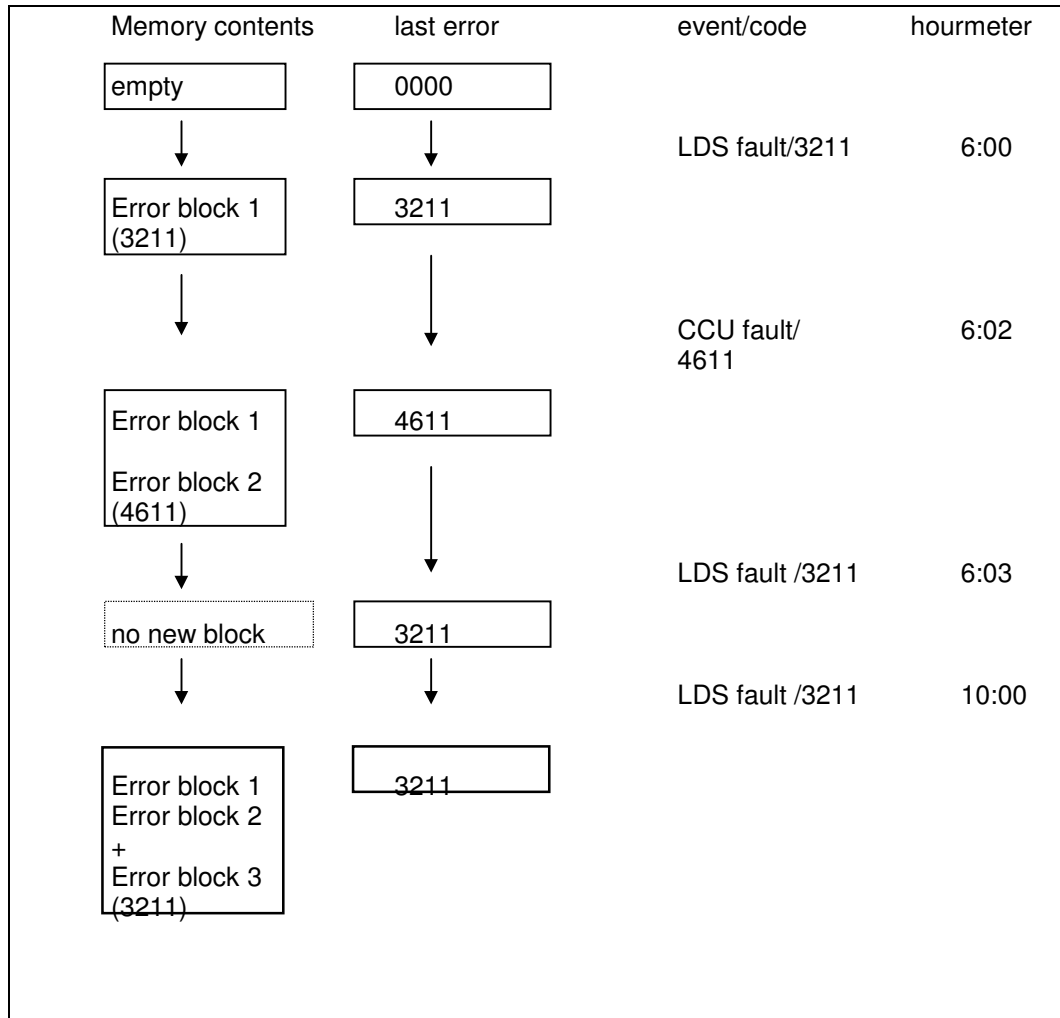 Memory contents last error event/code hourmeter
empty 0000
LDS fault/3211 6:00
Error block 1 3211
(3211)
CCU fault/ 6:02
4611
Error block 1 4611
Error block 2
(4611)
LDS fault /3211 6:03
no new block 3211
LDS fault /3211 10:00
Error block 1 3211
Error block 2
+
Error block 3
(3211)